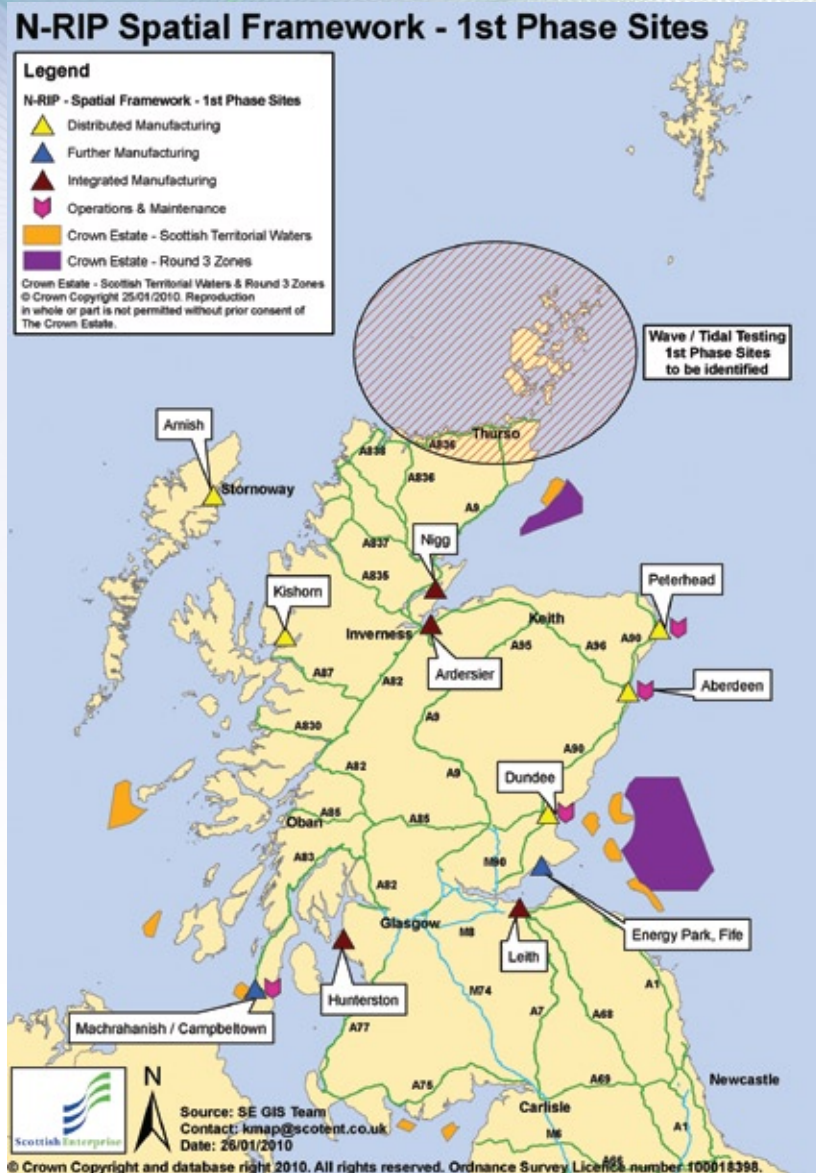 N-RIP Spatial Framework - 1st Phase Sites
Legend
N-RIP - Spatial Framework - 1st Phase Sites
Distributed Manufacturing
Further Manufacturing
Integrated Manufacturing
Operations & Maintenance
Crown Estate - Scottish Territorial Waters
Crown Estate - Round 3 Zones
Crown Estate - Scottish Territorial Waters & Round 3 Zones
© Crown Copyright 25/01/2010. Reproduction
in whole or part is not permitted without prior consent of
The Crown Estate.
Wave / Tidal Testing
1st Phase Sites
to be identified
Arnish
Stornoway
Thurso
A838
A836
A836
A9
A837
A835
Nigg
Kishorn
Inverness
Ardersier
Keith
A95
A96
A90
Peterhead
Aberdeen
A87
A82
A830
A9
A90
A82
A9
Dundee
A85
A85
Oban
A83
M90
A82
Glasgow
M8
Energy Park, Fife
Leith
Hunterston
Machrahanish / Campbeltown
M74
A77
A7
A68
A1
A75
A69
Newcastle
Carlisle
A1
M6
A66
Scottish Enterprise
N
Source: SE GIS Team
Contact: kmap@scotent.co.uk
Date: 26/01/2010
© Crown Copyright and database right 2010. All rights reserved. Ordnance Survey Licence number 100018398.